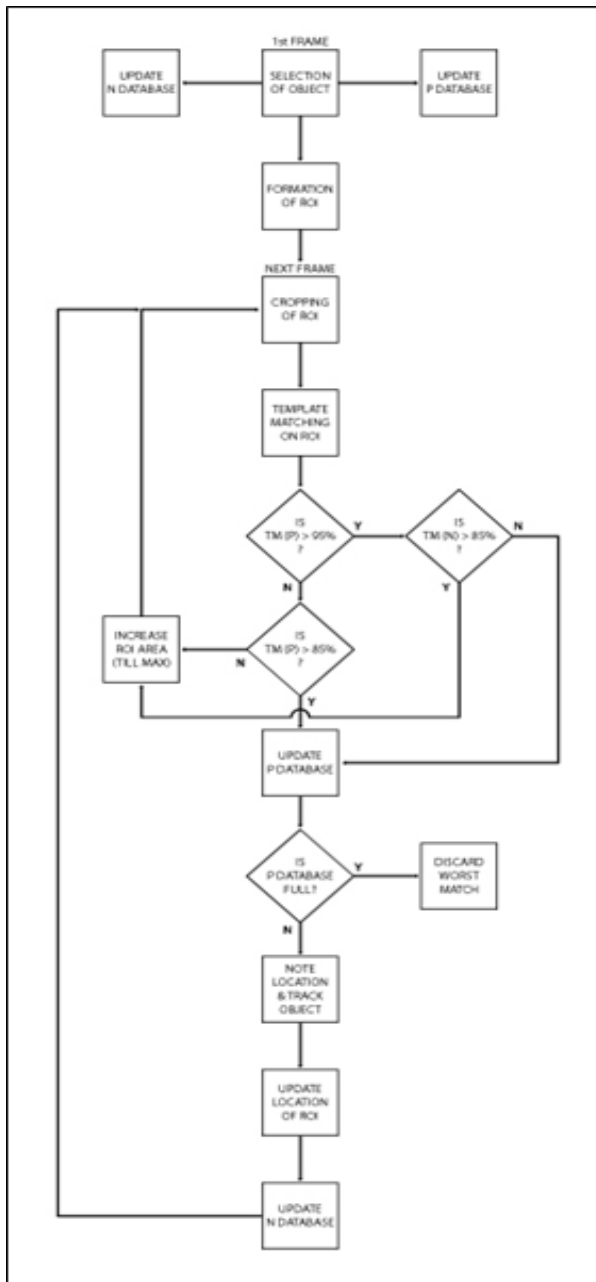 1st FRAME
UPDATE
N DATABASE
SELECTION
OF OBJECT
UPDATE
P DATABASE
FORMATION
OF ROI
NEXT FRAME
CROPPING
OF ROI
TEMPLATE
MATCHING
ON ROI
IS
TM (P) > 95%
?
Y
IS
TM (N) > 85%
?
N
N
Y
INCREASE
ROI AREA
(TILL MAX)
N
IS
TM (P) > 85%
?
Y
UPDATE
P DATABASE
IS
P DATABASE
FULL?
Y
DISCARD
WORST
MATCH
N
NOTE
LOCATION
& TRACK
OBJECT
UPDATE
LOCATION
OF ROI
UPDATE
N DATABASE